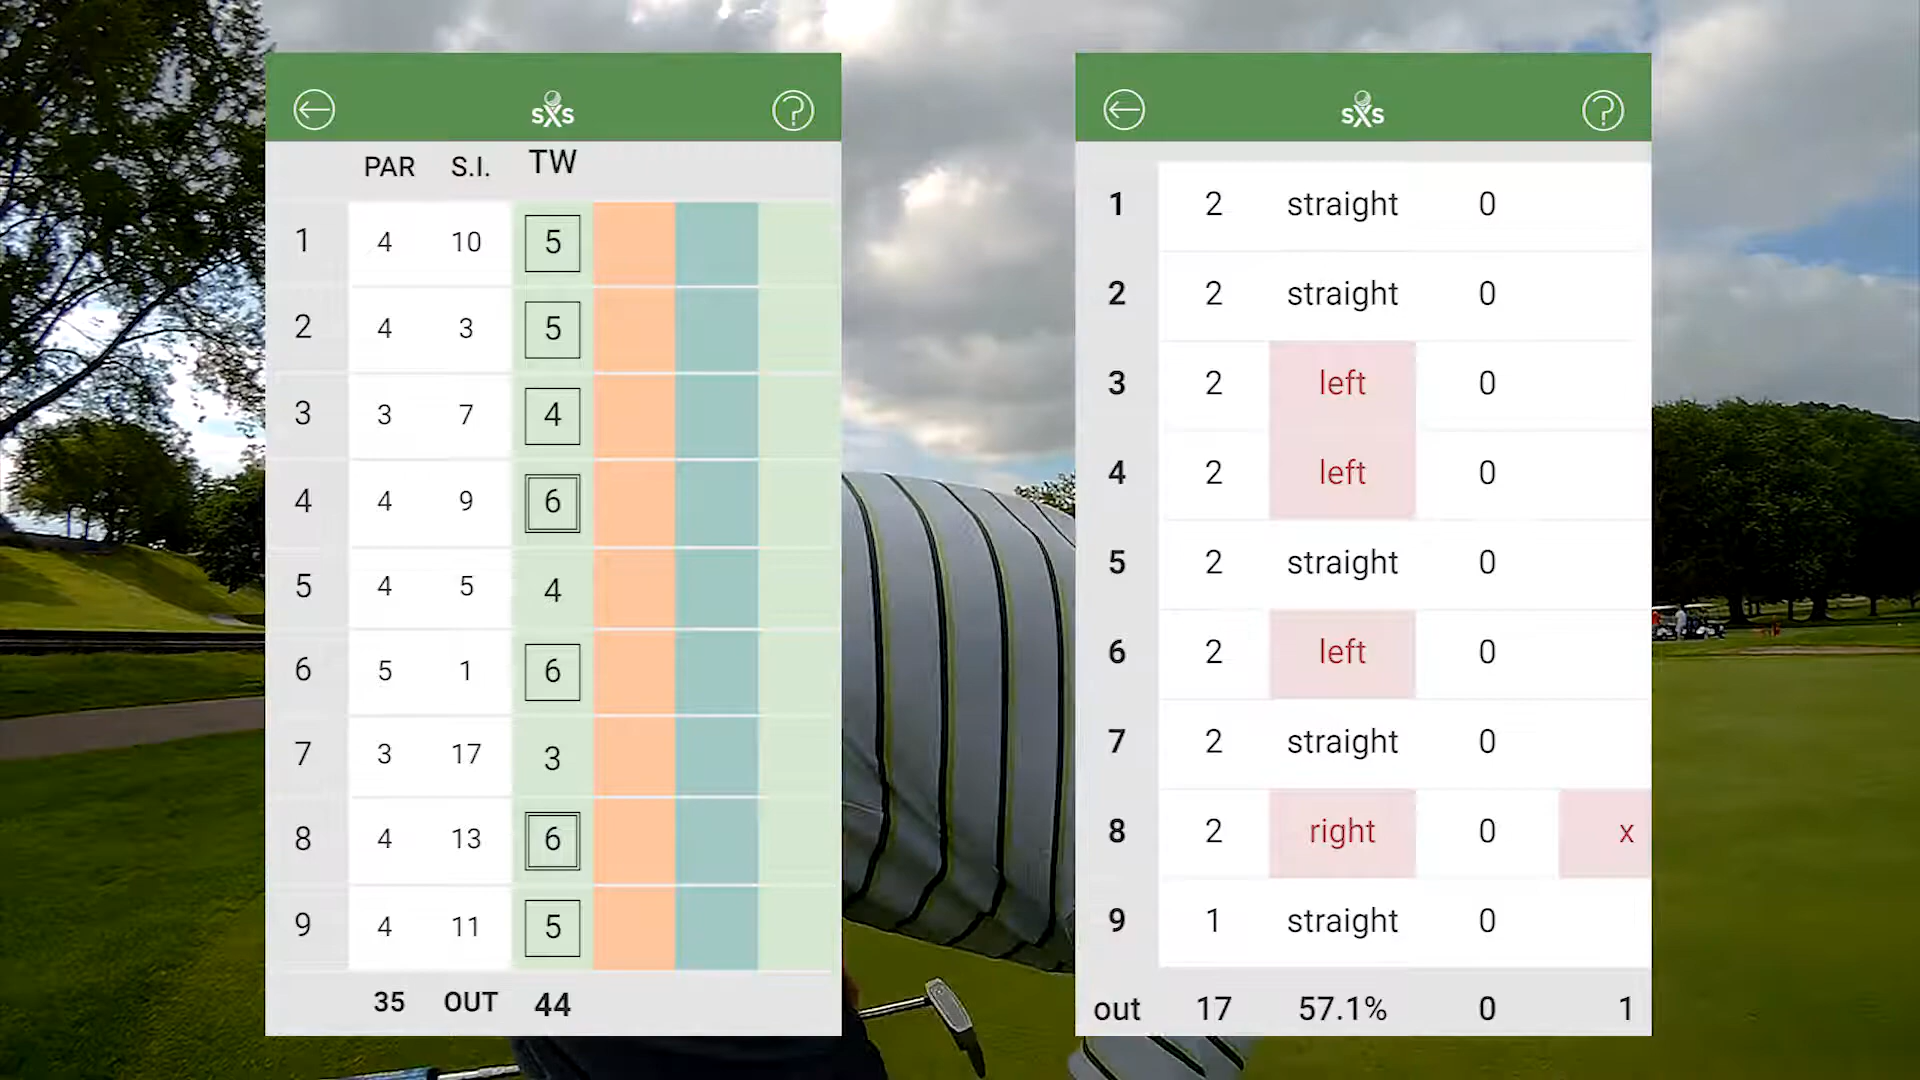 sXs
PAR S.I. TW
1 4 10 5
2 4 3 5
3 3 7 4
4 4 9 6
5 4 5 4
6 5 1 6
7 3 17 3
8 4 13 6
9 4 11 5
35 OUT 44
sXs
1 2 straight 0
2 2 straight 0
3 2 left 0
4 2 left 0
5 2 straight 0
6 2 left 0
7 2 straight 0
8 2 right 0 x
9 1 straight 0
out 17 57.1% 0 1